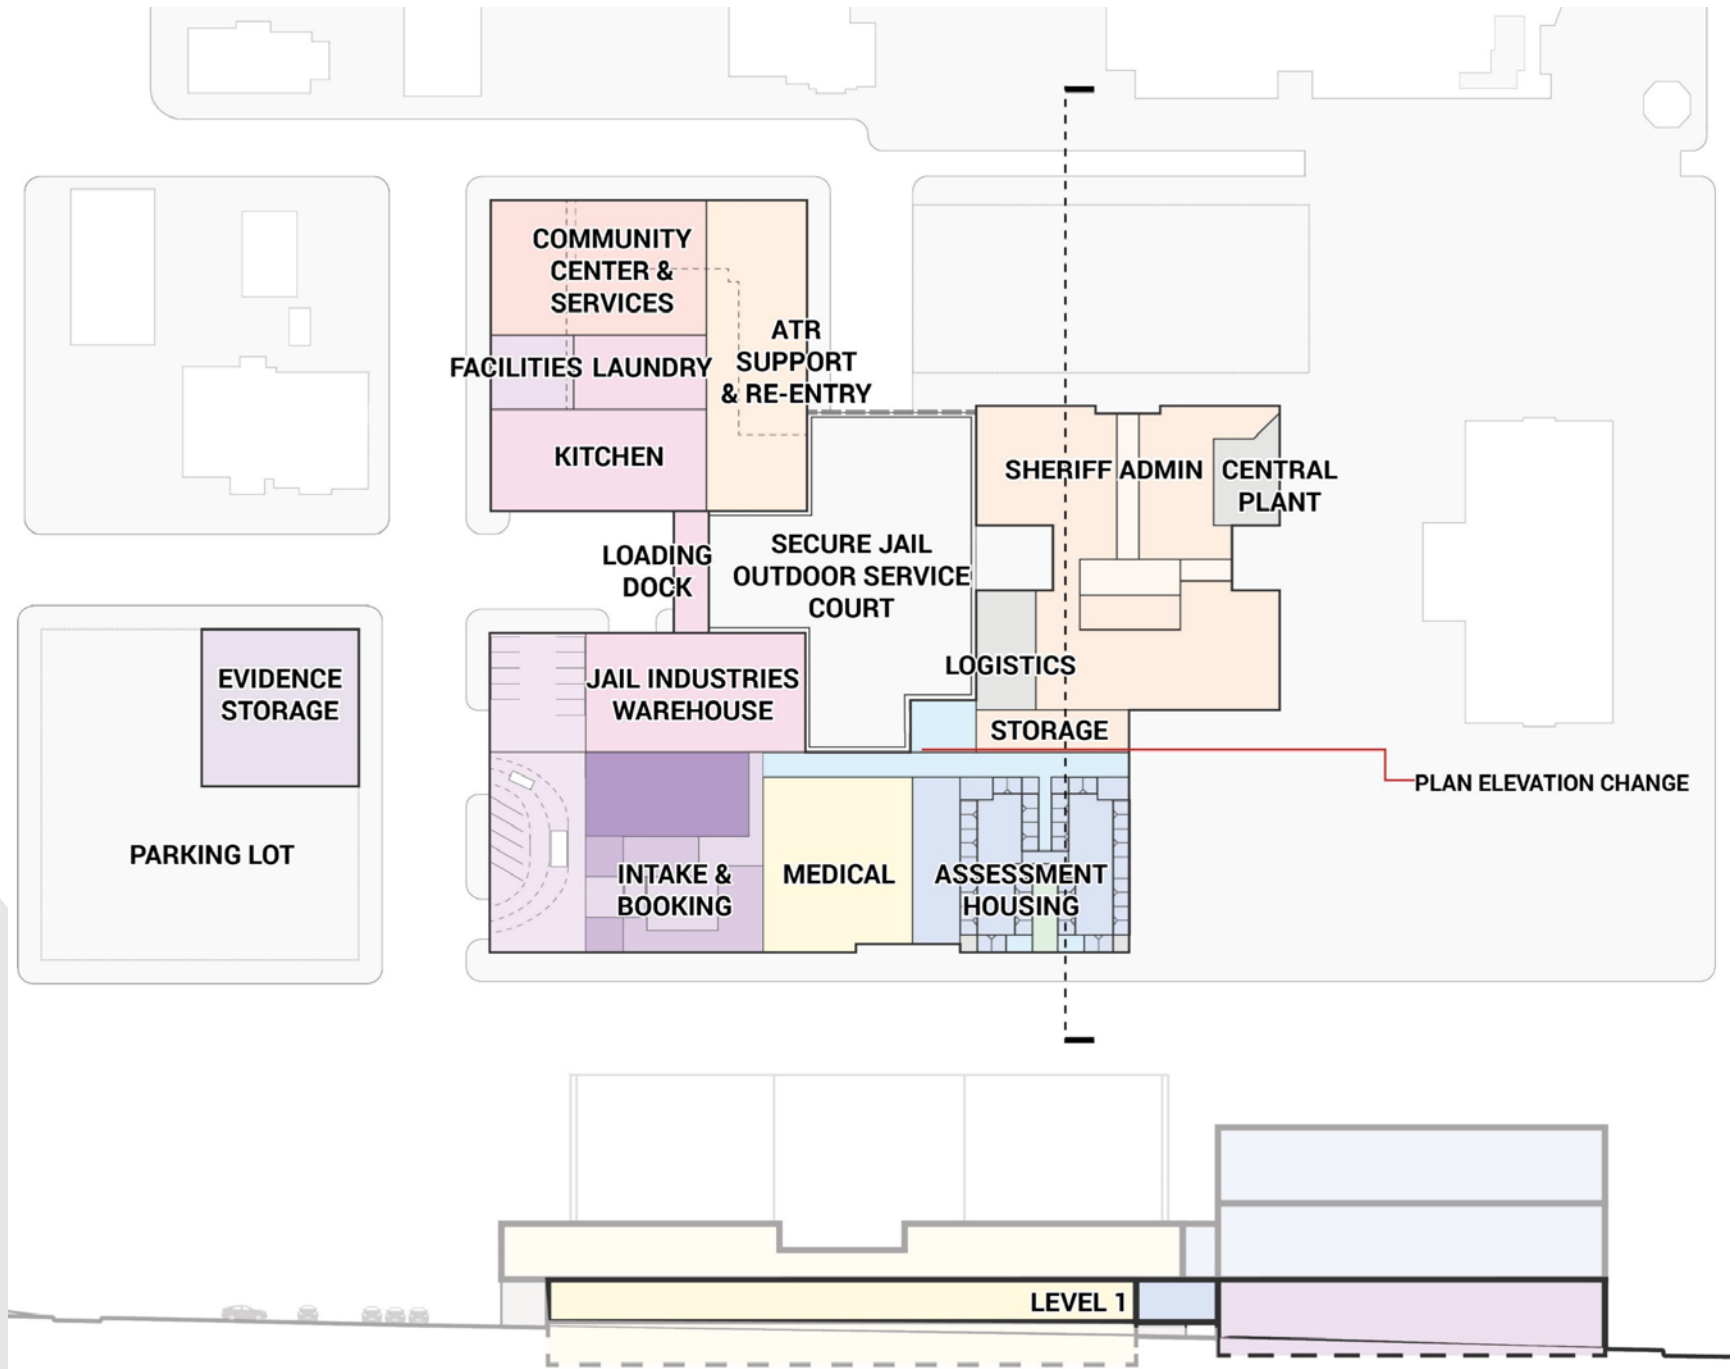 COMMUNITY
CENTER &
SERVICES
ATR
SUPPORT
& RE-ENTRY
FACILITIES
LAUNDRY
KITCHEN
SHERIFF ADMIN
CENTRAL
PLANT
LOADING
DOCK
SECURE JAIL
OUTDOOR SERVICE
COURT
LOGISTICS
EVIDENCE
STORAGE
JAIL INDUSTRIES
WAREHOUSE
STORAGE
PLAN ELEVATION CHANGE
PARKING LOT
INTAKE &
BOOKING
MEDICAL
ASSESSMENT
HOUSING
LEVEL 1